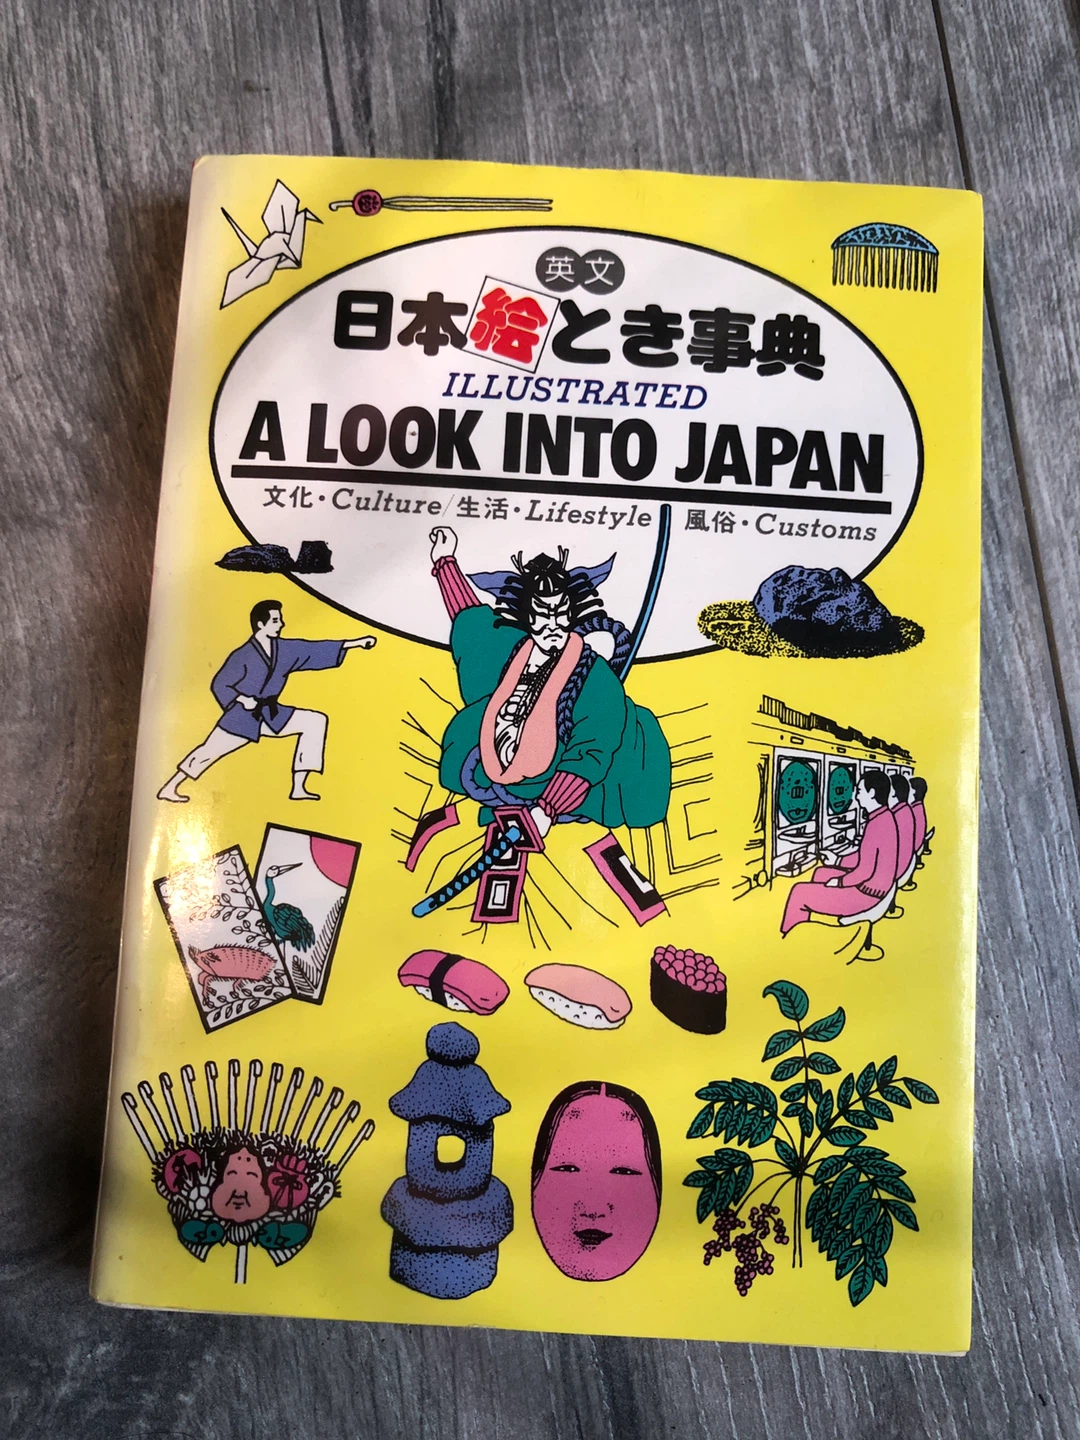 英文
日本絵とき事典
ILLUSTRATED
A LOOK INTO JAPAN
文化・Culture/生活・Lifestyle 風俗・Customs